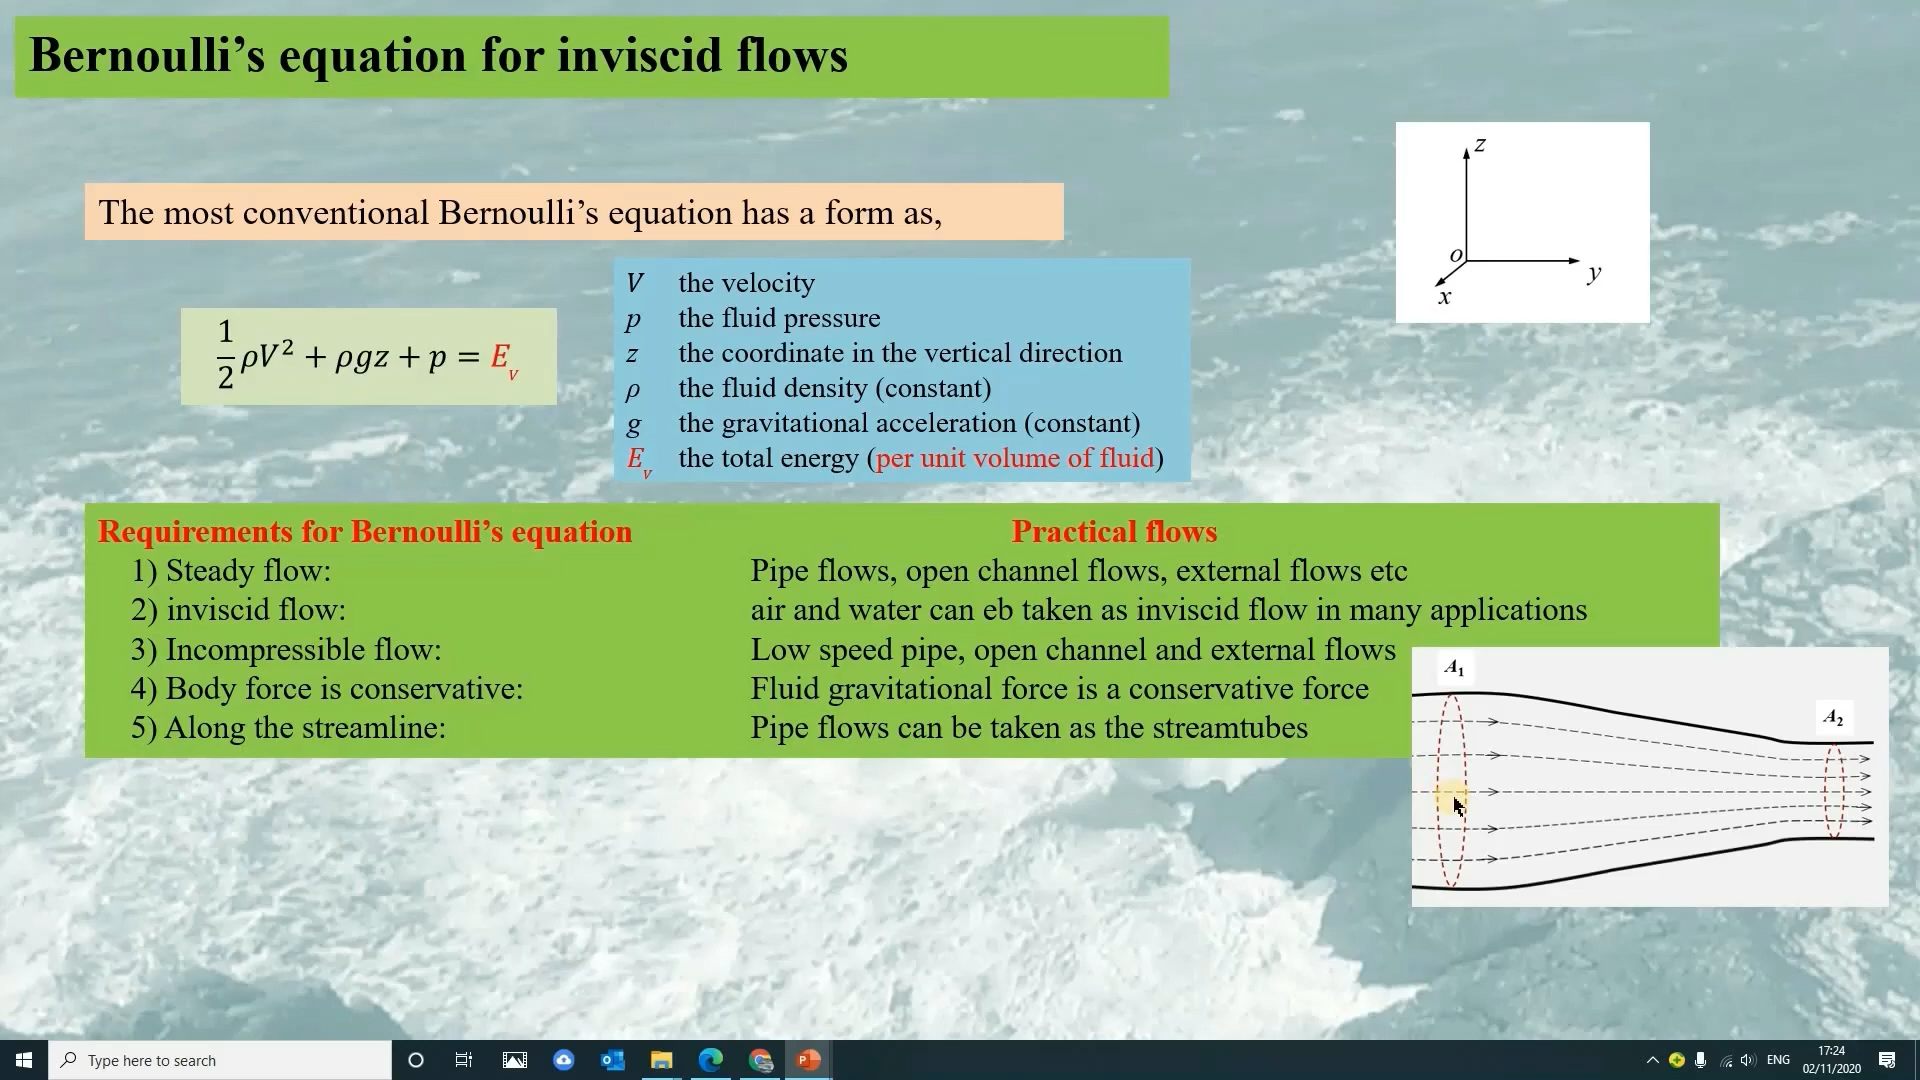 Bernoulli’s equation for inviscid flows
The most conventional Bernoulli’s equation has a form as,
z
o
y
x
V the velocity
p the fluid pressure
z the coordinate in the vertical direction
ρ the fluid density (constant)
g the gravitational acceleration (constant)
E_v the total energy (per unit volume of fluid)
1/2 ρV² + ρgz + p = E_v
Requirements for Bernoulli’s equation Practical flows
1) Steady flow: Pipe flows, open channel flows, external flows etc
2) inviscid flow: air and water can eb taken as inviscid flow in many applications
3) Incompressible flow: Low speed pipe, open channel and external flows
4) Body force is conservative: Fluid gravitational force is a conservative force
5) Along the streamline: Pipe flows can be taken as the streamtubes
A₁
A₂
Type here to search
ENG
17:24
02/11/2020